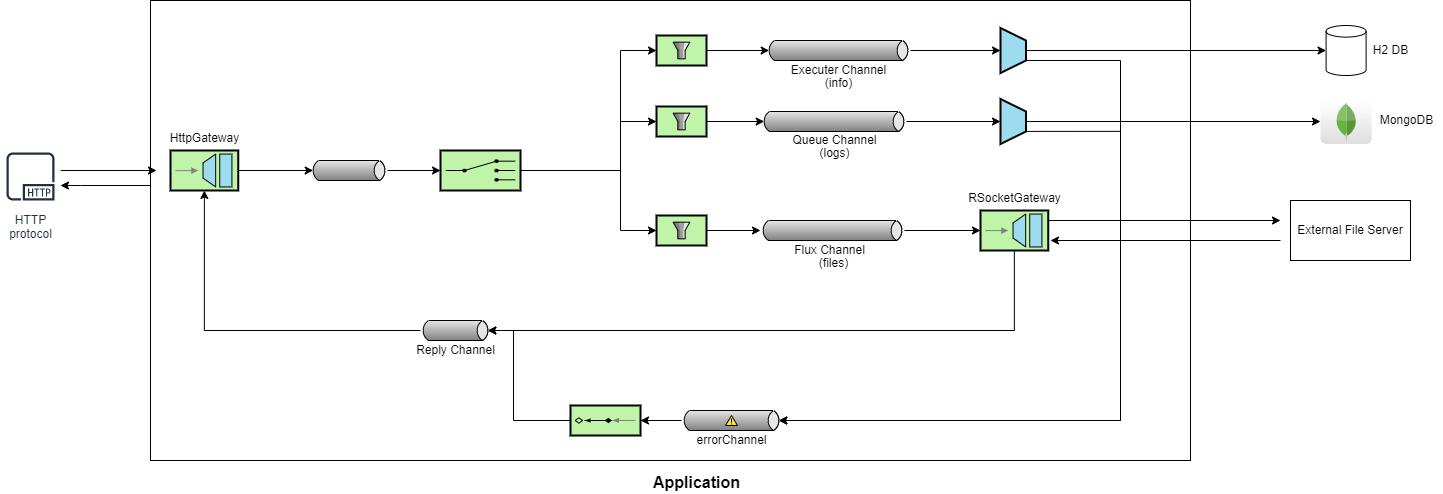 H2 DB
Executer Channel
(info)
HttpGateway
Queue Channel
(logs)
MongoDB
HTTP
HTTP
protocol
RSocketGateway
Flux Channel
(files)
External File Server
Reply Channel
errorChannel
Application